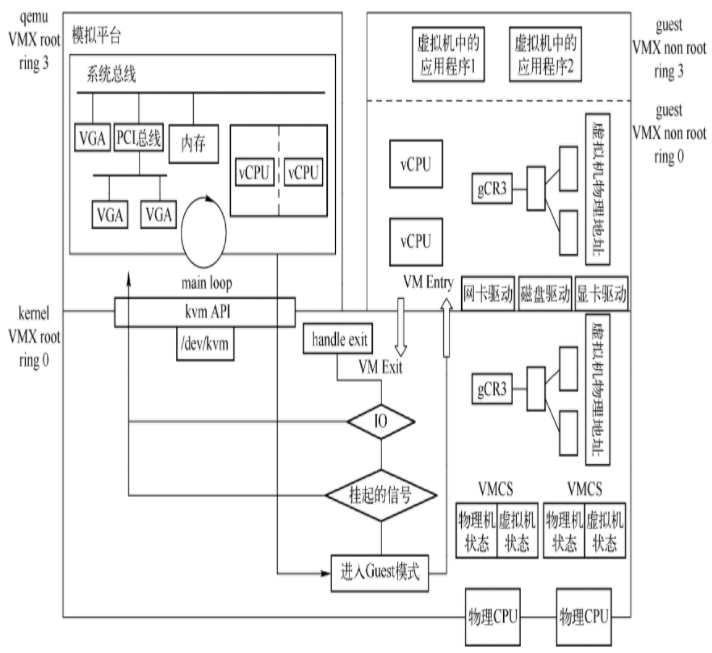 qemu
VMX root
ring 3
模拟平台
系统总线
VGA
PCI总线
内存
vCPU
vCPU
VGA
VGA
main loop
虚拟机中的
应用程序1
虚拟机中的
应用程序2
guest
VMX non root
ring 3
guest
VMX non root
ring 0
vCPU
vCPU
gCR3
虚拟机物理地址
VM Entry
网卡驱动
磁盘驱动
显卡驱动
kernel
VMX root
ring 0
kvm API
/dev/kvm
handle exit
VM Exit
IO
挂起的信号
进入Guest模式
gCR3
虚拟机物理地址
VMCS
VMCS
物理机
状态
虚拟机
状态
物理机
状态
虚拟机
状态
物理CPU
物理CPU